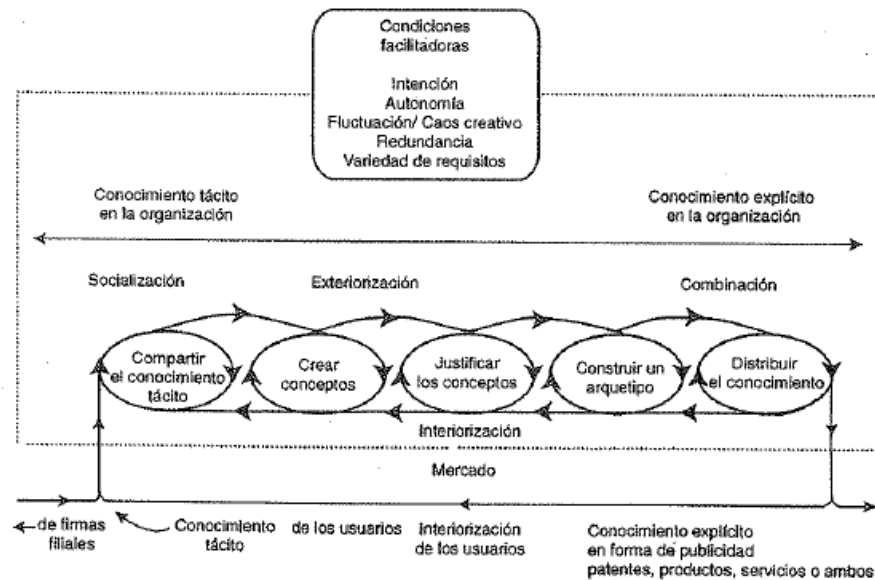 Condiciones
facilitadoras
Intención
Autonomía
Fluctuación/ Caos creativo
Redundancia
Variedad de requisitos
Conocimiento tácito
en la organización
Conocimiento explícito
en la organización
Socialización
Exteriorización
Combinación
Compartir
el conocimiento
tácito
Crear
conceptos
Justificar
los conceptos
Construir un
arquetipo
Distribuir
el conocimiento
Interiorización
Mercado
de firmas
filiales
Conocimiento
tácito
de los usuarios
Interiorización
de los usuarios
Conocimiento explícito
en forma de publicidad
patentes, productos, servicios o ambos